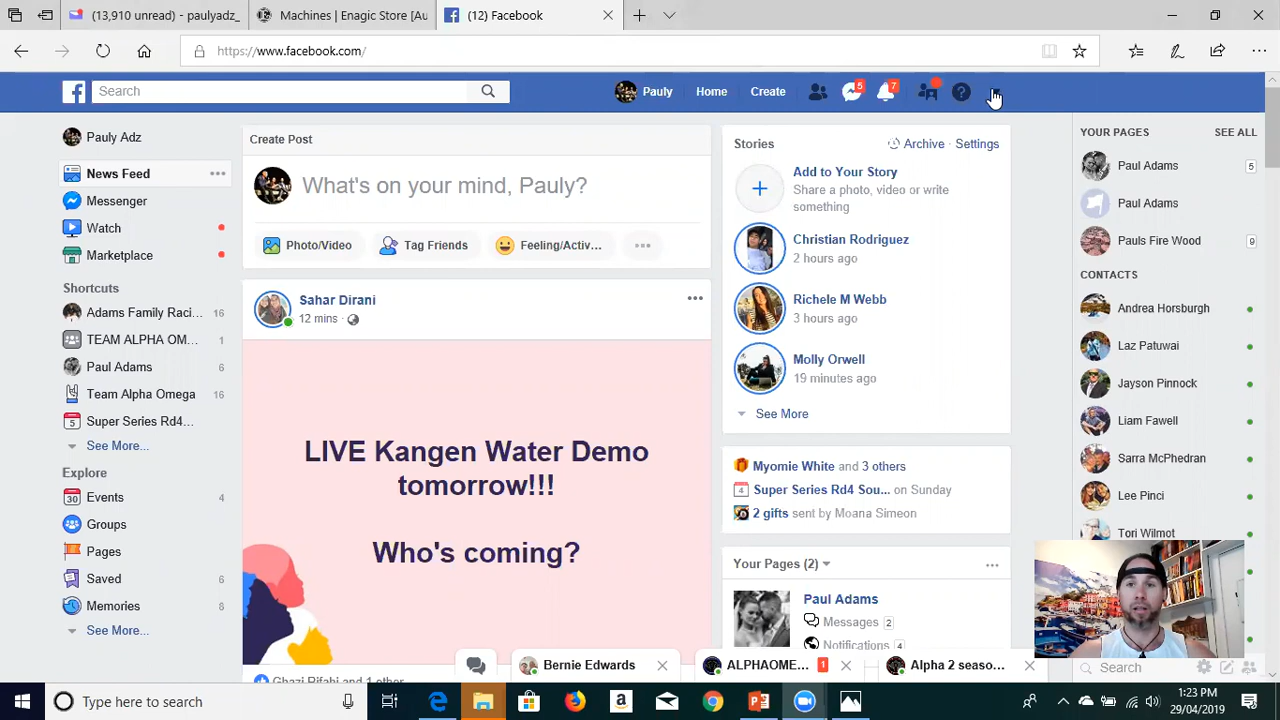 (13,910 unread) - paulyadz_
Machines | Enagic Store [Au
(12) Facebook
https://www.facebook.com/
Search
Pauly
Home
Create
5
7
Pauly Adz
News Feed
Messenger
Watch
Marketplace
Shortcuts
Adams Family Raci... 16
TEAM ALPHA OM... 1
Paul Adams 6
Team Alpha Omega 16
Super Series Rd4...
See More...
Explore
Events 4
Groups
Pages
Saved 6
Memories 8
See More...
Create Post
What's on your mind, Pauly?
Photo/Video
Tag Friends
Feeling/Activ...
Sahar Dirani
12 mins ·
LIVE Kangen Water Demo
tomorrow!!!
Who's coming?
Ghazi Rifahi and 1 other
Stories
Archive · Settings
Add to Your Story
Share a photo, video or write
something
Christian Rodriguez
2 hours ago
Richele M Webb
3 hours ago
Molly Orwell
19 minutes ago
See More
Myomie White and 3 others
Super Series Rd4 Sou... on Sunday
2 gifts sent by Moana Simeon
Your Pages (2)
Paul Adams
Messages 2
Notifications 4
YOUR PAGES SEE ALL
Paul Adams 5
Paul Adams
Pauls Fire Wood 9
CONTACTS
Andrea Horsburgh
Laz Patuwai
Jayson Pinnock
Liam Fawell
Sarra McPhedran
Lee Pinci
Tori Wilmot
Bernie Edwards
ALPHAOME... 1
Alpha 2 seaso...
Search
Type here to search
1:23 PM
29/04/2019